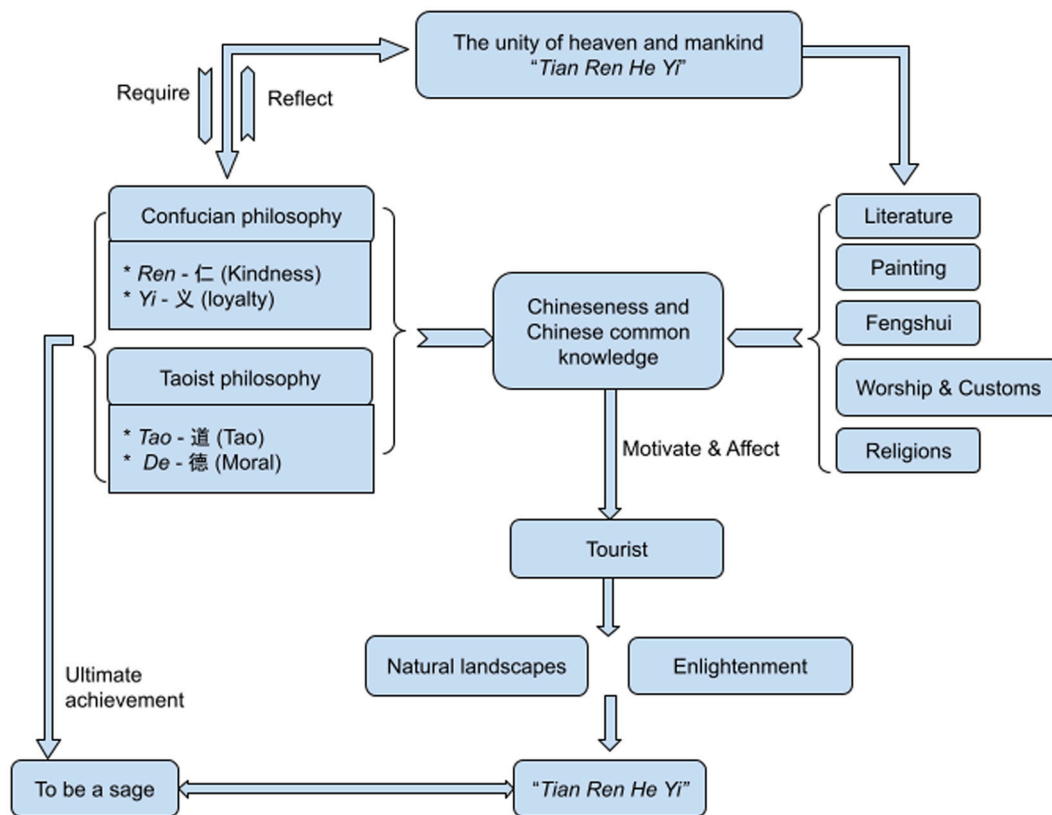 The unity of heaven and mankind
“Tian Ren He Yi”
Require
Reflect
Confucian philosophy
* Ren - 仁 (Kindness)
* Yi - 义 (loyalty)
Taoist philosophy
* Tao - 道 (Tao)
* De - 德 (Moral)
Chineseness and
Chinese common
knowledge
Literature
Painting
Fengshui
Worship & Customs
Religions
Motivate & Affect
Tourist
Natural landscapes
Enlightenment
Ultimate
achievement
To be a sage
“Tian Ren He Yi”